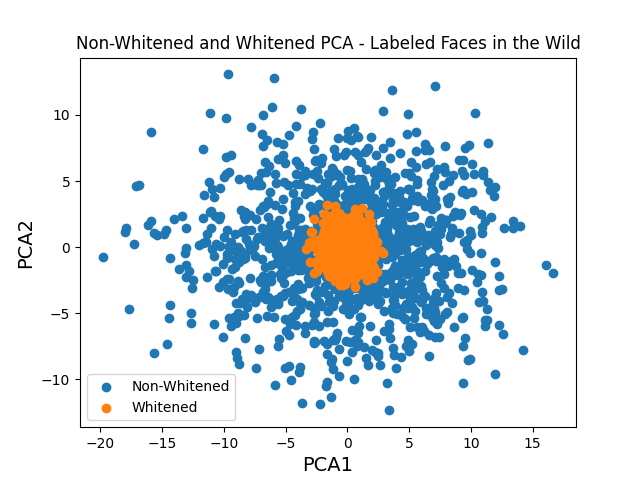 Non-Whitened and Whitened PCA - Labeled Faces in the Wild
10
5
0
−5
−10
PCA2
Non-Whitened
Whitened
−20 −15 −10 −5 0 5 10 15
PCA1